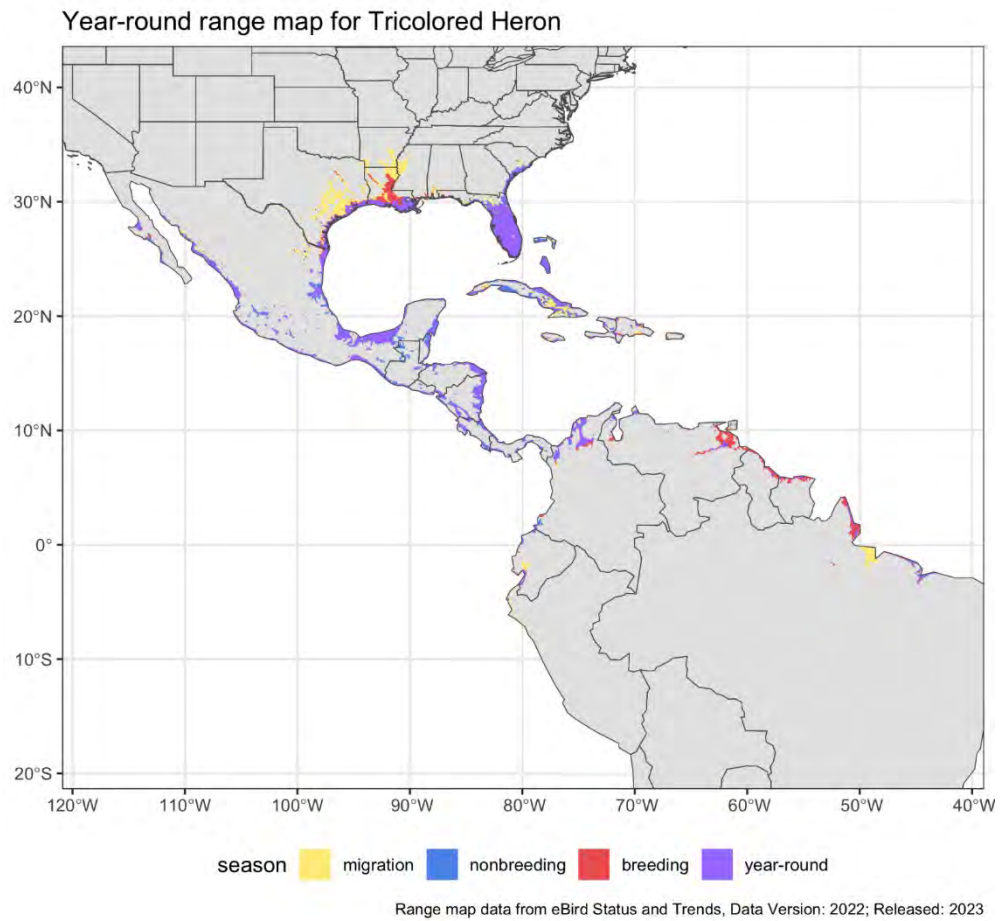 Year-round range map for Tricolored Heron
40°N
30°N
20°N
10°N
0°
10°S
20°S
120°W 110°W 100°W 90°W 80°W 70°W 60°W 50°W 40°W
season migration nonbreeding breeding year-round
Range map data from eBird Status and Trends, Data Version: 2022; Released: 2023